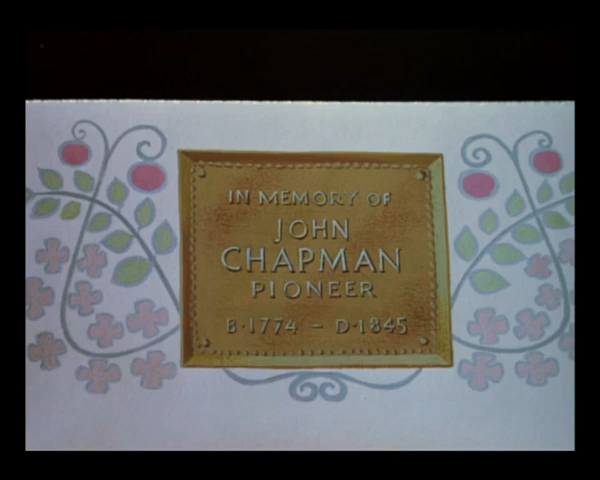 IN MEMORY OF
JOHN
CHAPMAN
PIONEER
B·1774 – D·1845